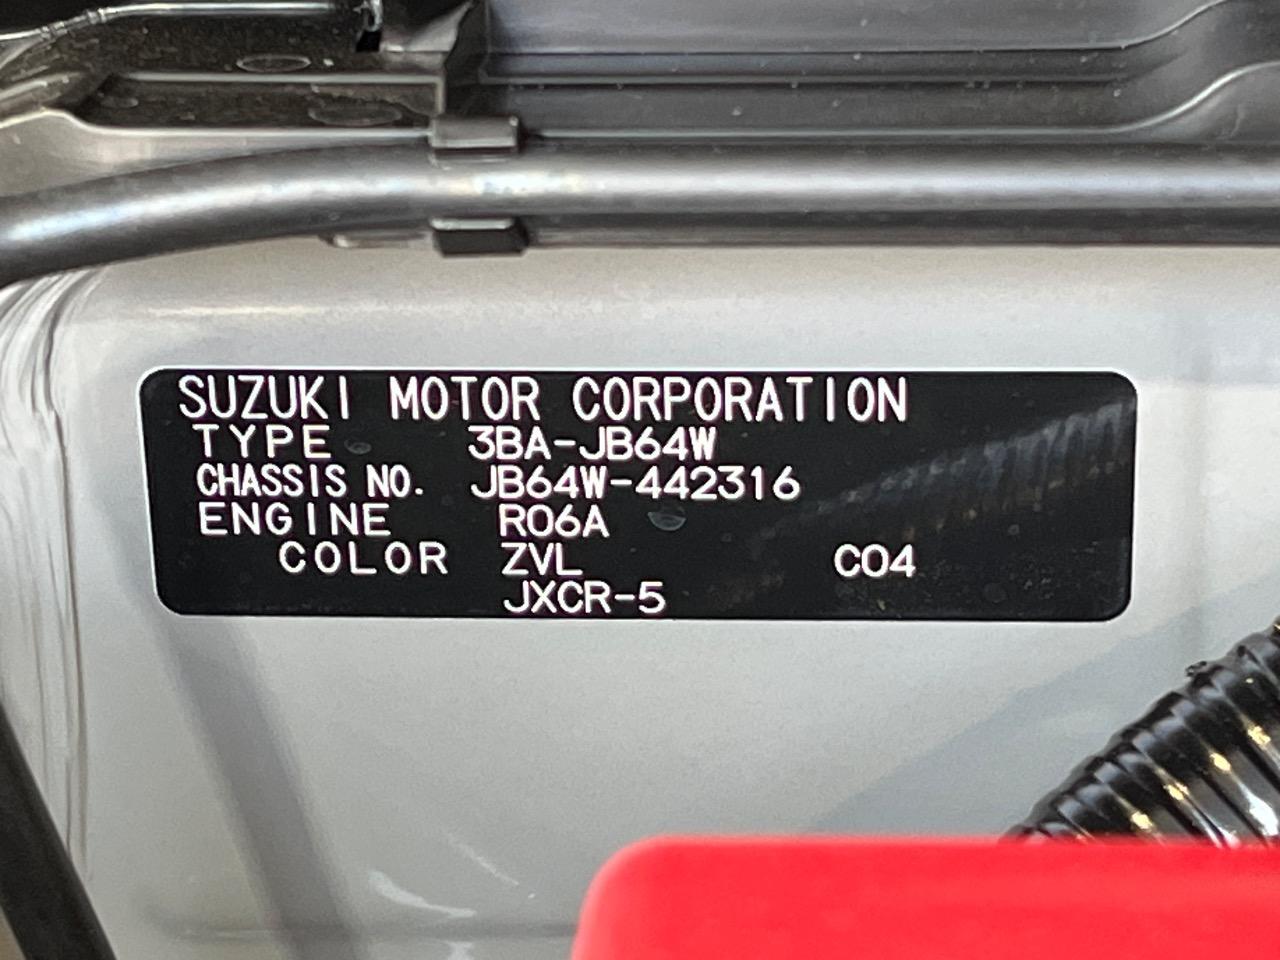 SUZUKI MOTOR CORPORATION
TYPE 3BA-JB64W
CHASSIS NO. JB64W-442316
ENGINE R06A
COLOR ZVL C04
JXCR-5